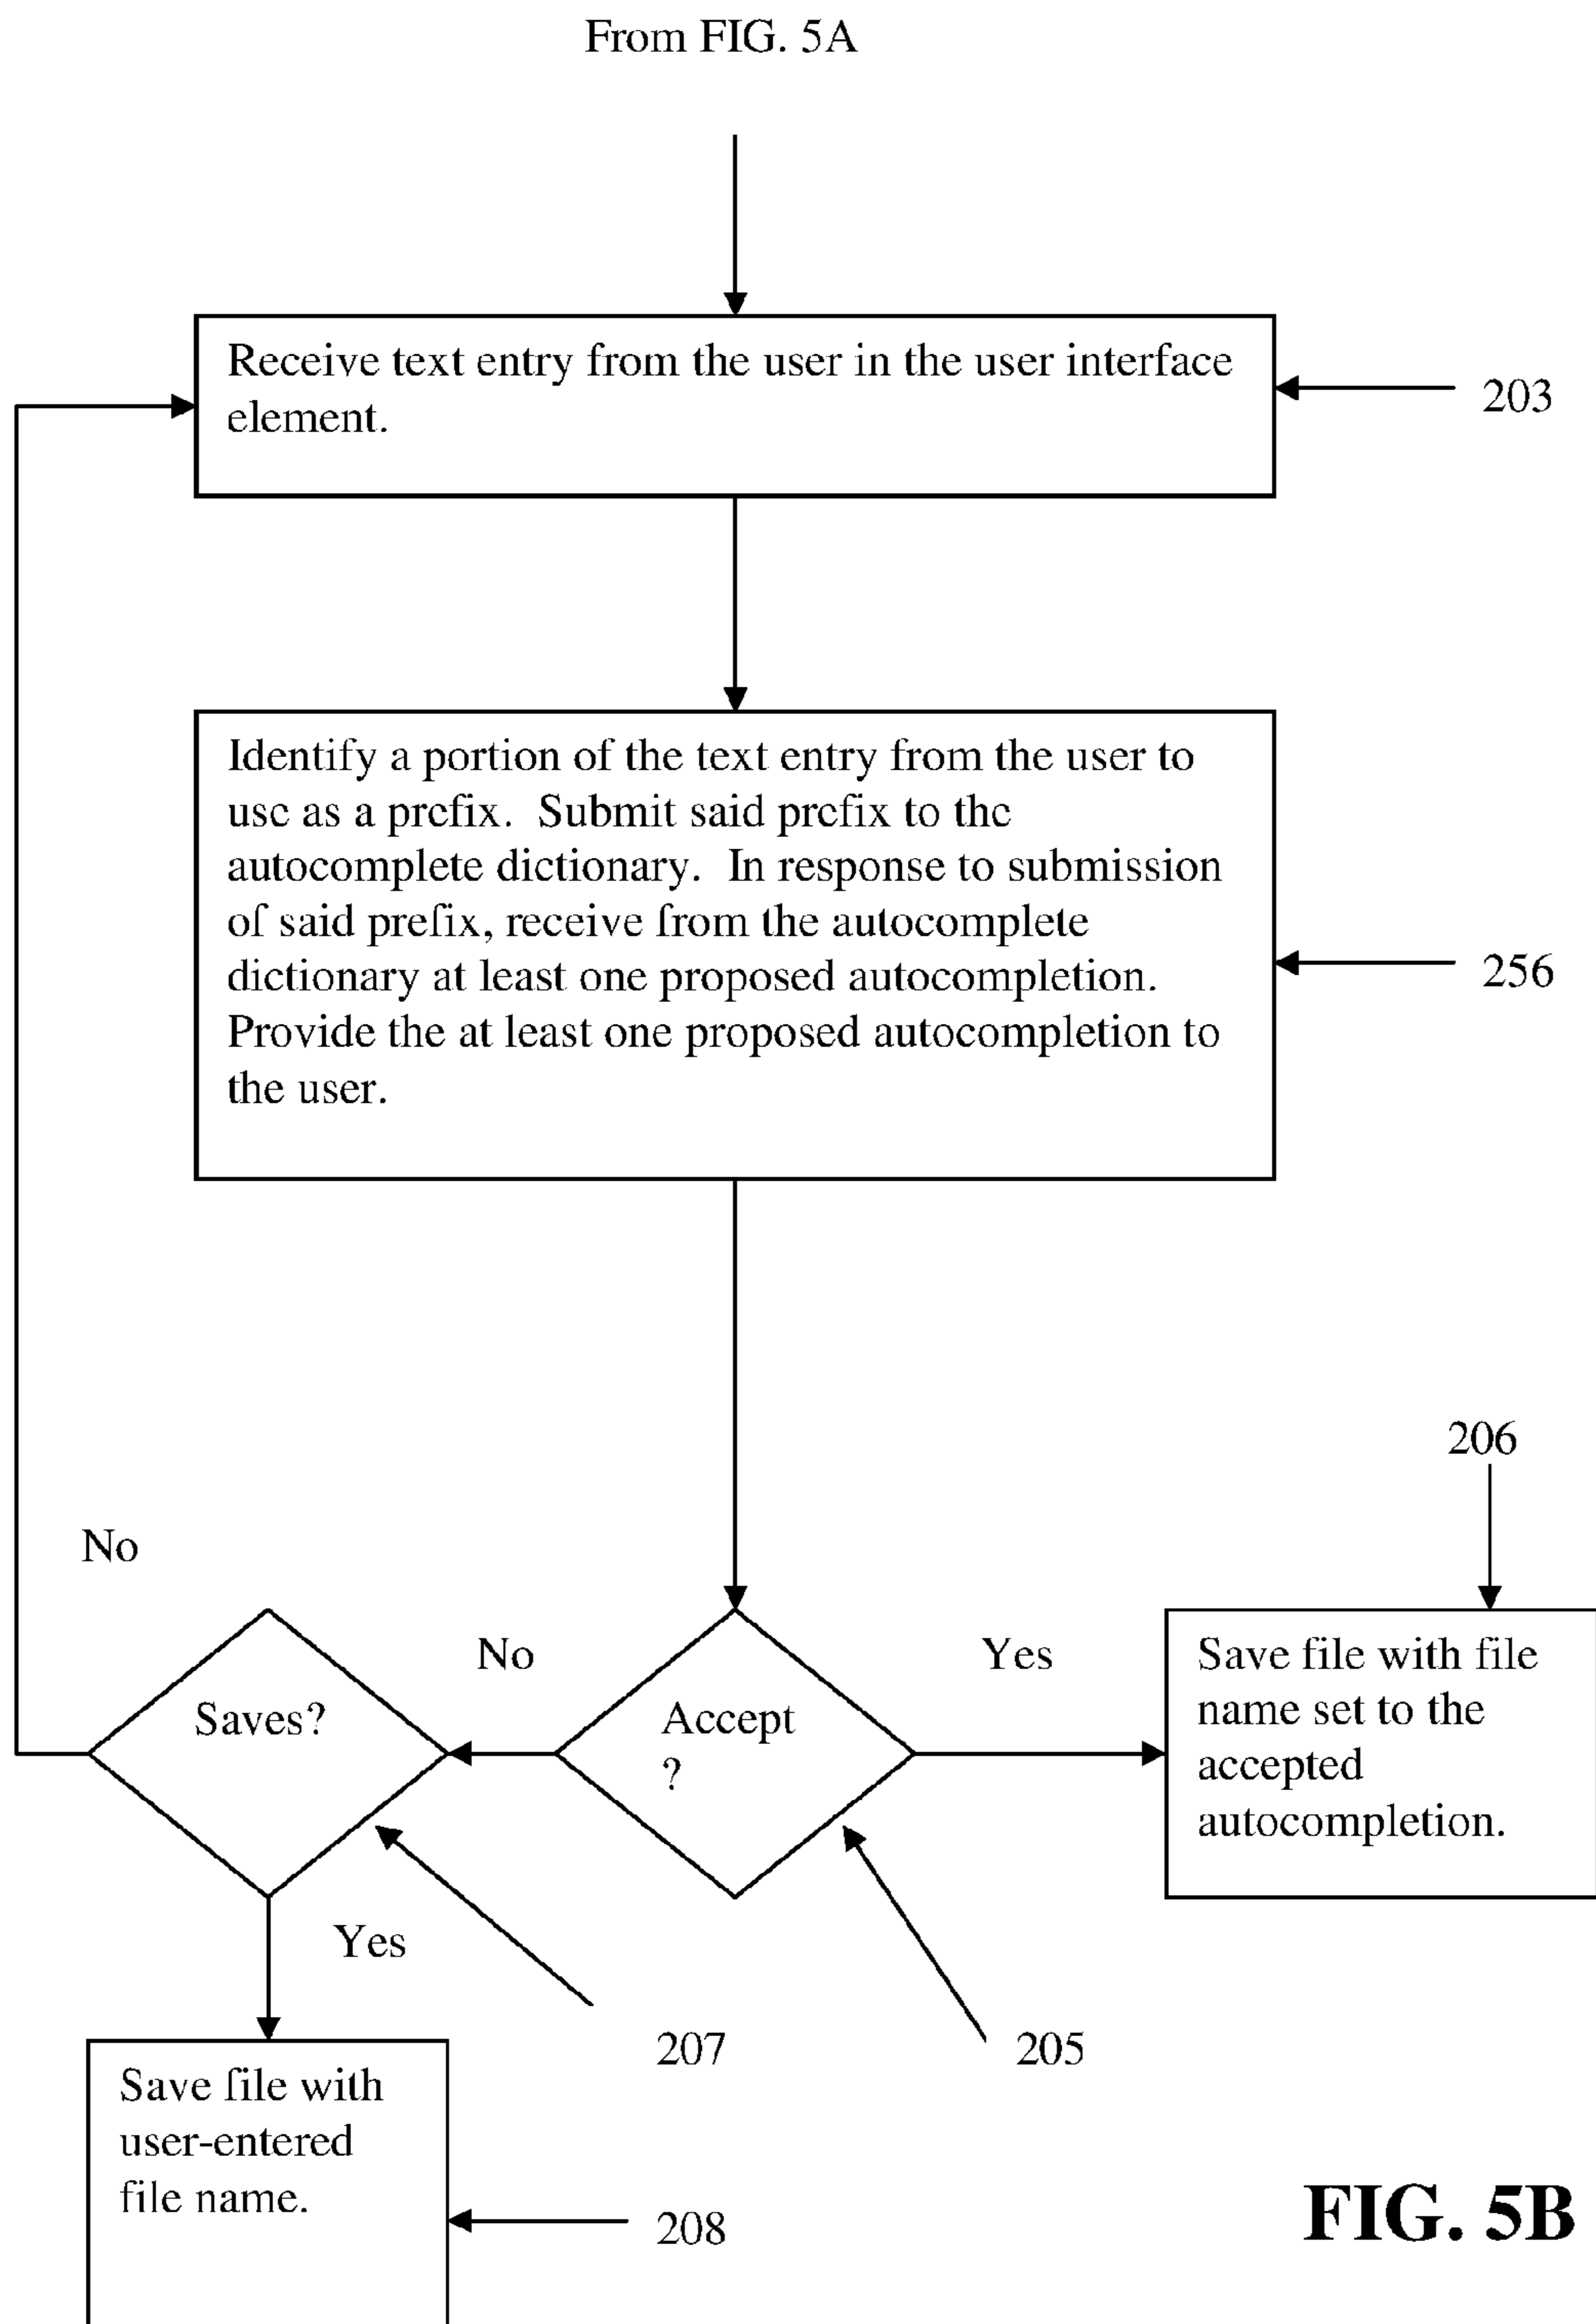 From FIG. 5A
Receive text entry from the user in the user interface
element.
203
Identify a portion of the text entry from the user to
use as a prefix.  Submit said prefix to the
autocomplete dictionary.  In response to submission
of said prefix, receive from the autocomplete
dictionary at least one proposed autocompletion.
Provide the at least one proposed autocompletion to
the user.
256
206
No
No
Yes
Saves?
Accept
?
Save file with file
name set to the
accepted
autocompletion.
Yes
207
205
Save file with
user-entered
file name.
208
FIG. 5B